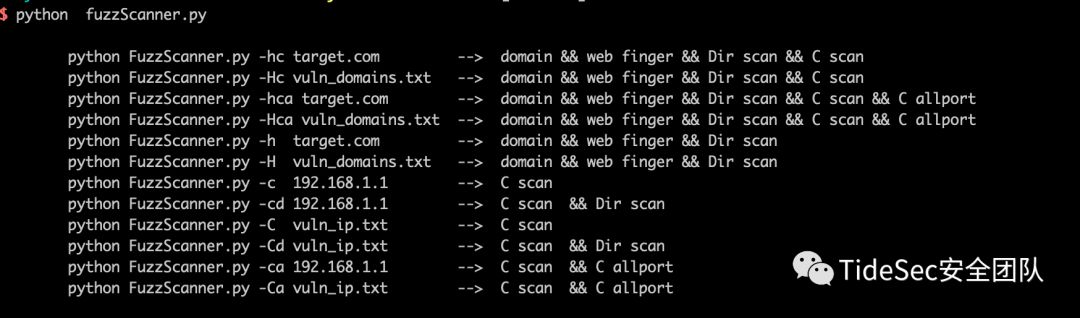 $ python  fuzzScanner.py
python FuzzScanner.py -hc target.com         -->  domain && web finger && Dir scan && C scan
python FuzzScanner.py -Hc vuln_domains.txt   -->  domain && web finger && Dir scan && C scan
python FuzzScanner.py -hca target.com        -->  domain && web finger && Dir scan && C scan && C allport
python FuzzScanner.py -Hca vuln_domains.txt  -->  domain && web finger && Dir scan && C scan && C allport
python FuzzScanner.py -h  target.com         -->  domain && web finger && Dir scan
python FuzzScanner.py -H  vuln_domains.txt   -->  domain && web finger && Dir scan
python FuzzScanner.py -c  192.168.1.1        -->  C scan
python FuzzScanner.py -cd 192.168.1.1        -->  C scan  && Dir scan
python FuzzScanner.py -C  vuln_ip.txt        -->  C scan
python FuzzScanner.py -Cd vuln_ip.txt        -->  C scan  && Dir scan
python FuzzScanner.py -ca 192.168.1.1        -->  C scan  && C allport
python FuzzScanner.py -Ca vuln_ip.txt        -->  C scan  && C allport
TideSec安全团队